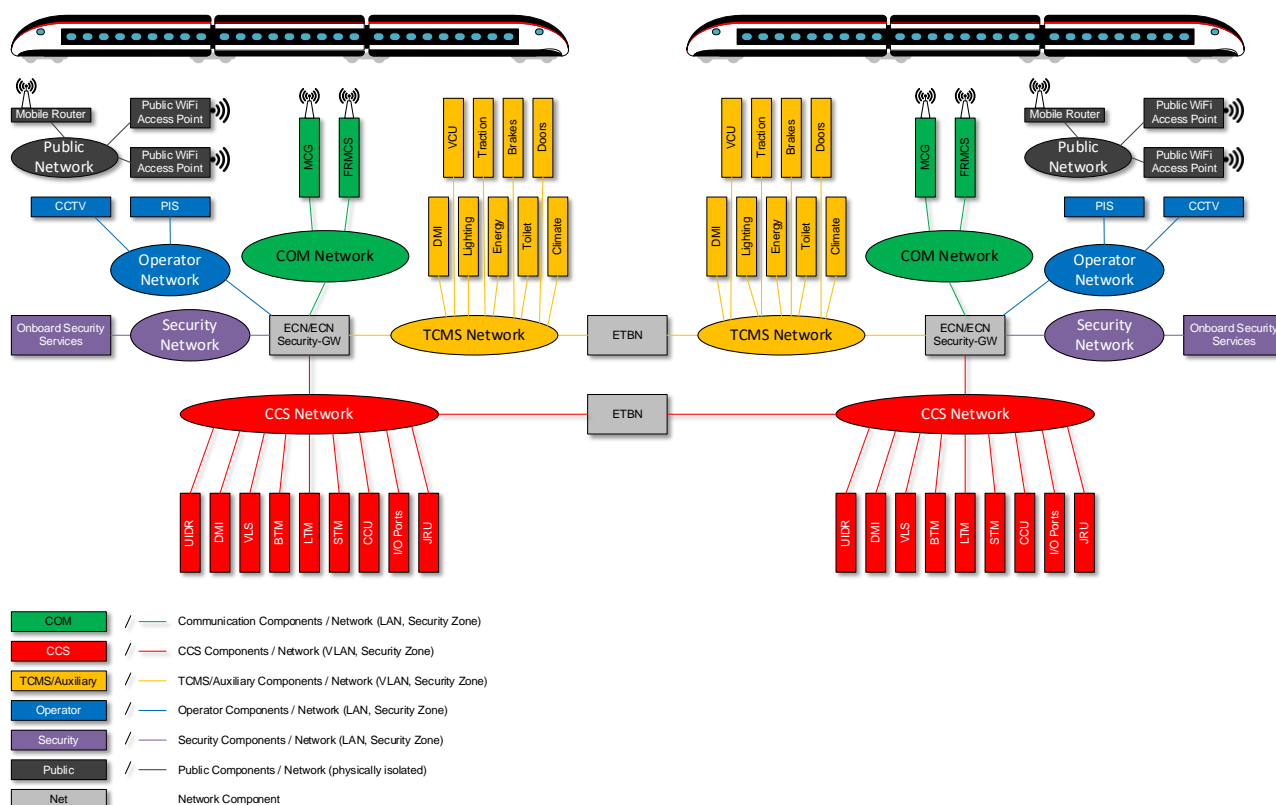 Mobile Router
Public WiFi
Access Point
Public
Network
Public WiFi
Access Point
CCTV
PIS
Operator
Network
MCG
FRMCS
COM Network
VCU
Traction
Brakes
Doors
DMI
Lighting
Energy
Toilet
Climate
Onboard Security
Services
Security
Network
ECN/ECN
Security-GW
TCMS Network
ETBN
CCS Network
ETBN
UIDR
DMI
VLS
BTM
LTM
STM
CCU
I/O Ports
JRU
VCU
Traction
Brakes
Doors
DMI
Lighting
Energy
Toilet
Climate
MCG
FRMCS
COM Network
Mobile Router
Public WiFi
Access Point
Public
Network
Public WiFi
Access Point
PIS
CCTV
Operator
Network
TCMS Network
ECN/ECN
Security-GW
Security
Network
Onboard Security
Services
CCS Network
UIDR
DMI
VLS
BTM
LTM
STM
CCU
I/O Ports
JRU
COM / Communication Components / Network (LAN, Security Zone)
CCS / CCS Components / Network (VLAN, Security Zone)
TCMS/Auxiliary / TCMS/Auxiliary Components / Network (VLAN, Security Zone)
Operator / Operator Components / Network (LAN, Security Zone)
Security / Security Components / Network (LAN, Security Zone)
Public / Public Components / Network (physically isolated)
Net Network Component